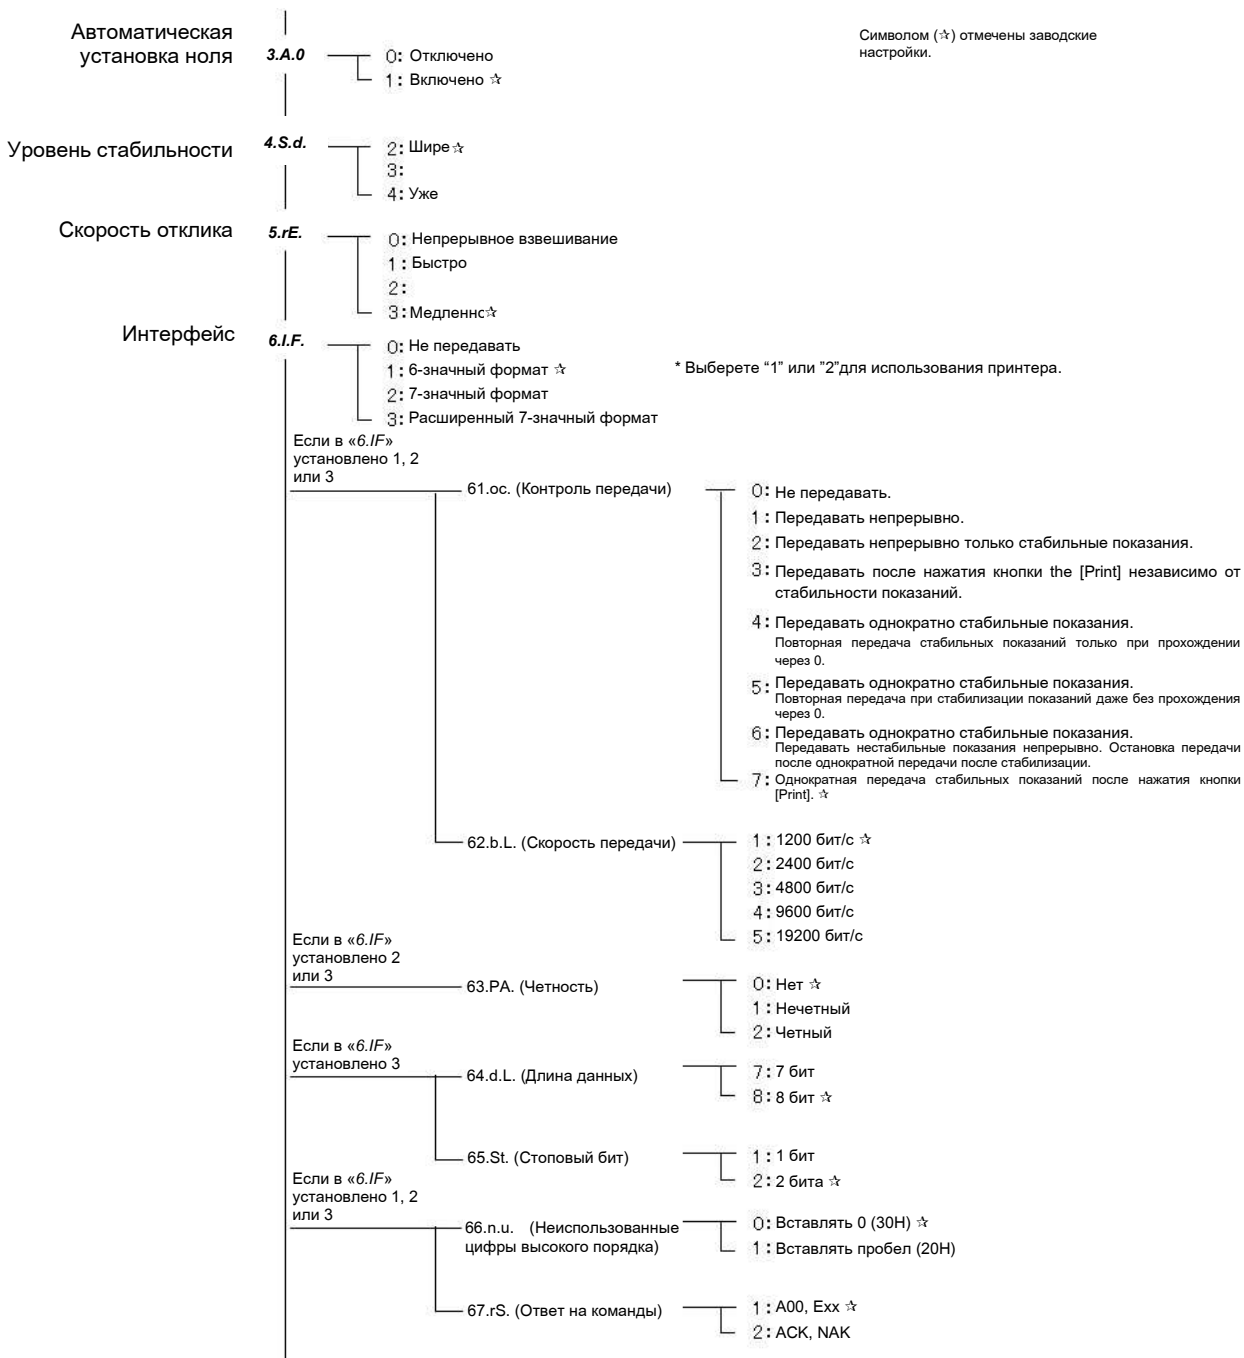 Автоматическая
установка ноля
3.A.0
0: Отключено
1: Включено ☆
Символом (☆) отмечены заводские
настройки.
Уровень стабильности
4.S.d.
2: Шире ☆
3:
4: Уже
Скорость отклика
5.rE.
0: Непрерывное взвешивание
1: Быстро
2:
3: Медленно ☆
Интерфейс
6.I.F.
0: Не передавать
1: 6-значный формат ☆
2: 7-значный формат
3: Расширенный 7-значный формат
* Выберете “1” или ”2”для использования принтера.
Если в «6.IF»
установлено 1, 2
или 3
61.oc. (Контроль передачи)
0: Не передавать.
1: Передавать непрерывно.
2: Передавать непрерывно только стабильные показания.
3: Передавать после нажатия кнопки the [Print] независимо от
стабильности показаний.
4: Передавать однократно стабильные показания.
Повторная передача стабильных показаний только при прохождении
через 0.
5: Передавать однократно стабильные показания.
Повторная передача при стабилизации показаний даже без прохождения
через 0.
6: Передавать однократно стабильные показания.
Передавать нестабильные показания непрерывно. Остановка передачи
после однократной передачи после стабилизации.
7: Однократная передача стабильных показаний после нажатия кнопки
[Print]. ☆
62.b.L. (Скорость передачи)
1: 1200 бит/с ☆
2: 2400 бит/с
3: 4800 бит/с
4: 9600 бит/с
5: 19200 бит/с
Если в «6.IF»
установлено 2
или 3
63.PA. (Четность)
0: Нет ☆
1: Нечетный
2: Четный
Если в «6.IF»
установлено 3
64.d.L. (Длина данных)
7: 7 бит
8: 8 бит ☆
65.St. (Стоповый бит)
1: 1 бит
2: 2 бита ☆
Если в «6.IF»
установлено 1, 2
или 3
66.n.u. (Неиспользованные
цифры высокого порядка)
0: Вставлять 0 (30H) ☆
1: Вставлять пробел (20H)
67.rS. (Ответ на команды)
1: A00, Exx ☆
2: ACK, NAK